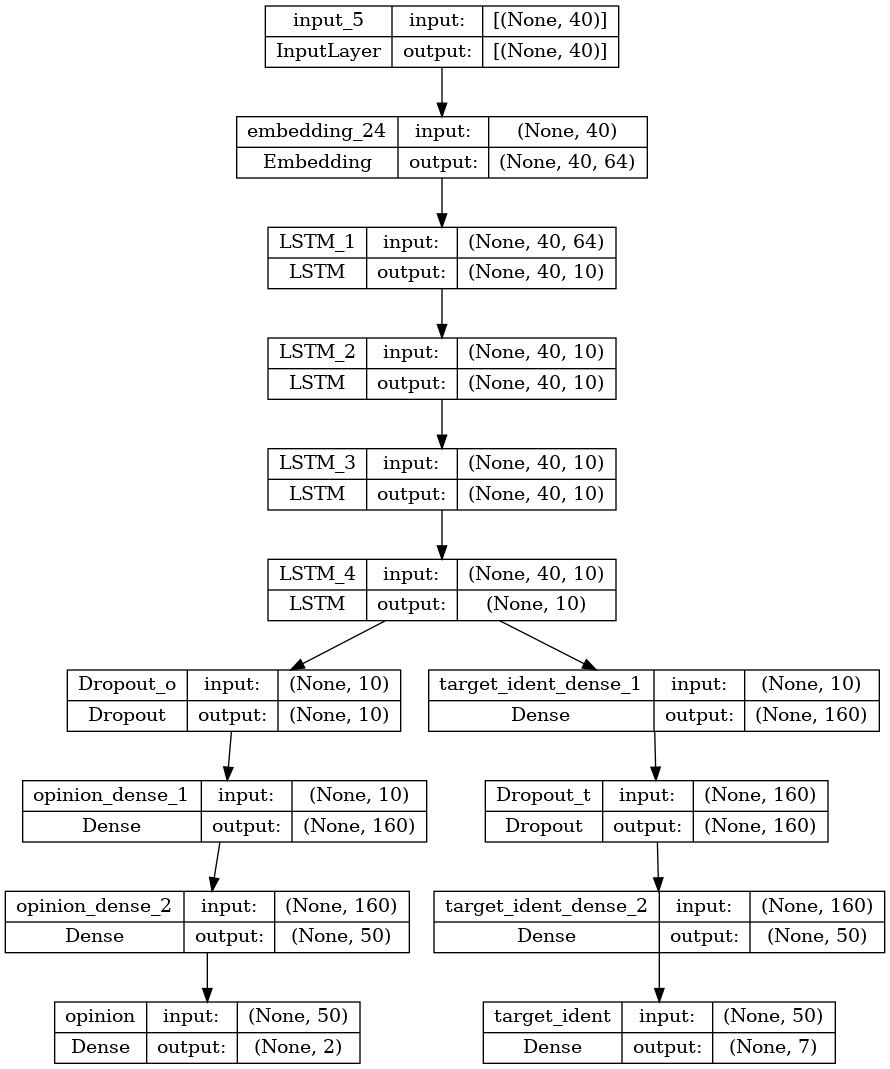 input_5 input: [(None, 40)]
InputLayer output: [(None, 40)]
embedding_24 input: (None, 40)
Embedding output: (None, 40, 64)
LSTM_1 input: (None, 40, 64)
LSTM output: (None, 40, 10)
LSTM_2 input: (None, 40, 10)
LSTM output: (None, 40, 10)
LSTM_3 input: (None, 40, 10)
LSTM output: (None, 40, 10)
LSTM_4 input: (None, 40, 10)
LSTM output: (None, 10)
Dropout_o input: (None, 10)
Dropout output: (None, 10)
target_ident_dense_1 input: (None, 10)
Dense output: (None, 160)
opinion_dense_1 input: (None, 10)
Dense output: (None, 160)
Dropout_t input: (None, 160)
Dropout output: (None, 160)
opinion_dense_2 input: (None, 160)
Dense output: (None, 50)
target_ident_dense_2 input: (None, 160)
Dense output: (None, 50)
opinion input: (None, 50)
Dense output: (None, 2)
target_ident input: (None, 50)
Dense output: (None, 7)